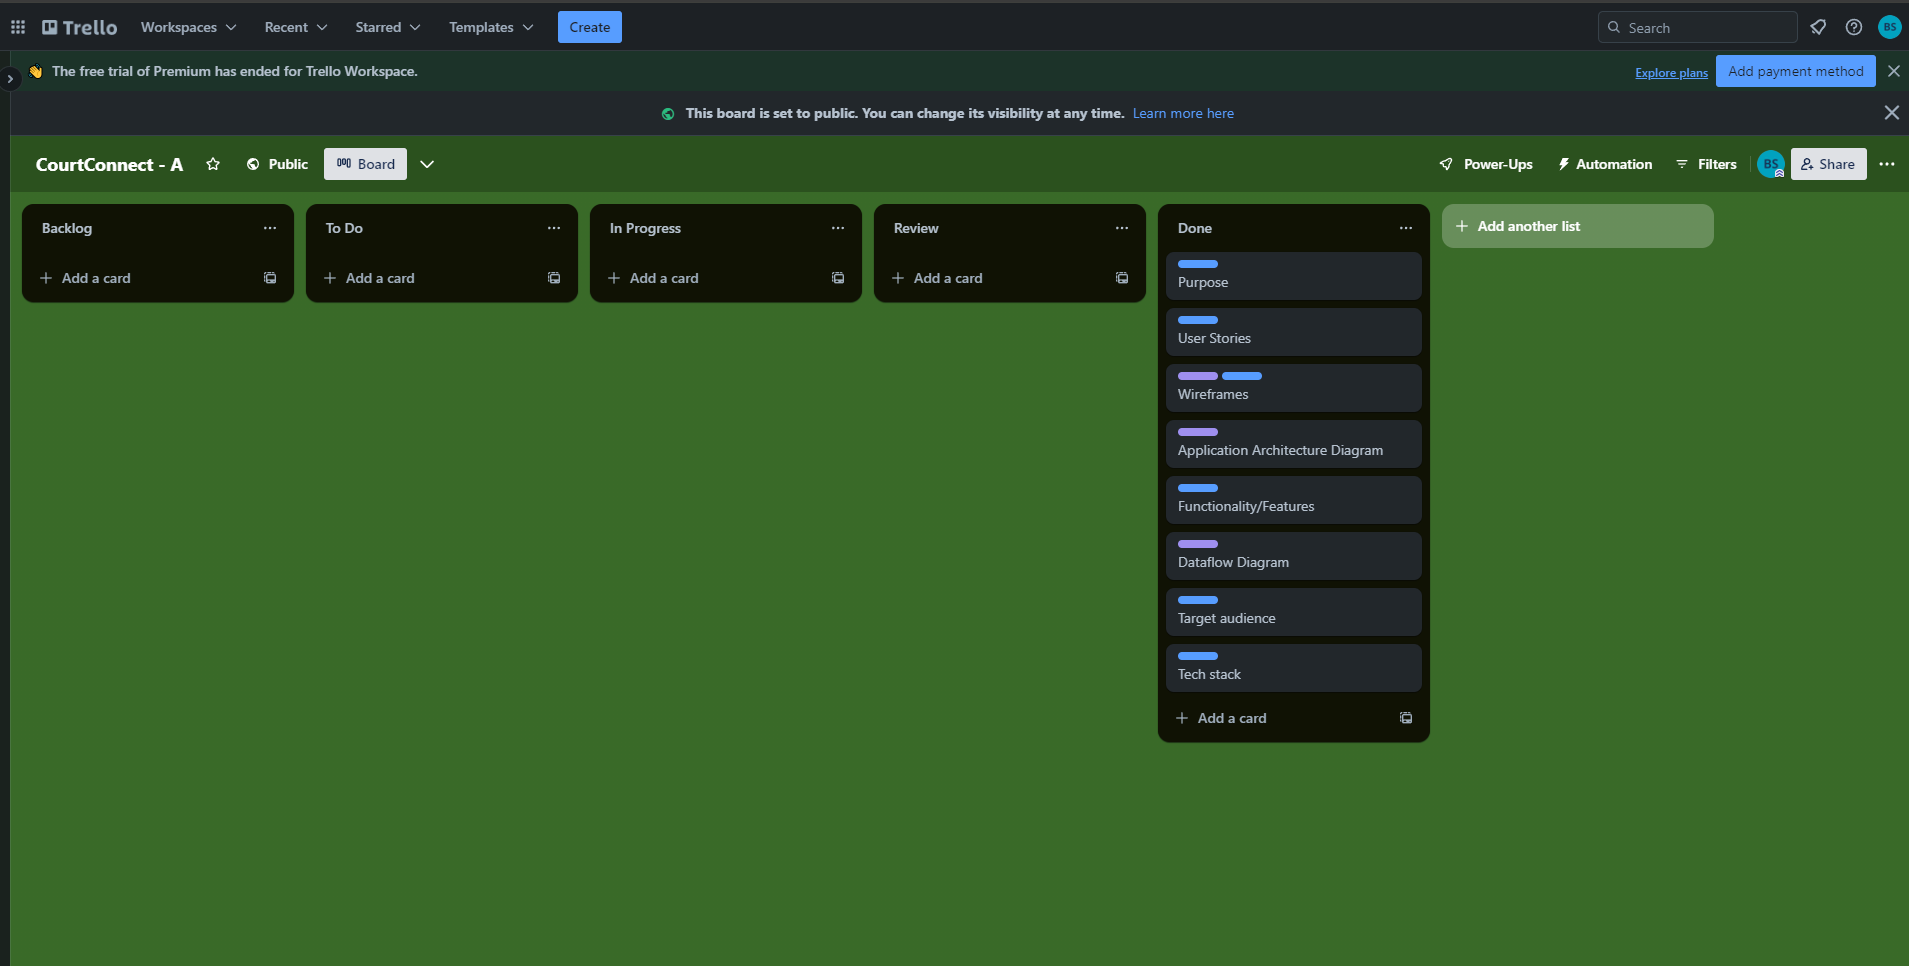 Trello Workspaces Recent Starred Templates Create Search BS
The free trial of Premium has ended for Trello Workspace. Explore plans Add payment method
This board is set to public. You can change its visibility at any time. Learn more here
CourtConnect - A Public Board Power-Ups Automation Filters BS Share
Backlog
Add a card
To Do
Add a card
In Progress
Add a card
Review
Add a card
Done
Purpose
User Stories
Wireframes
Application Architecture Diagram
Functionality/Features
Dataflow Diagram
Target audience
Tech stack
Add a card
Add another list